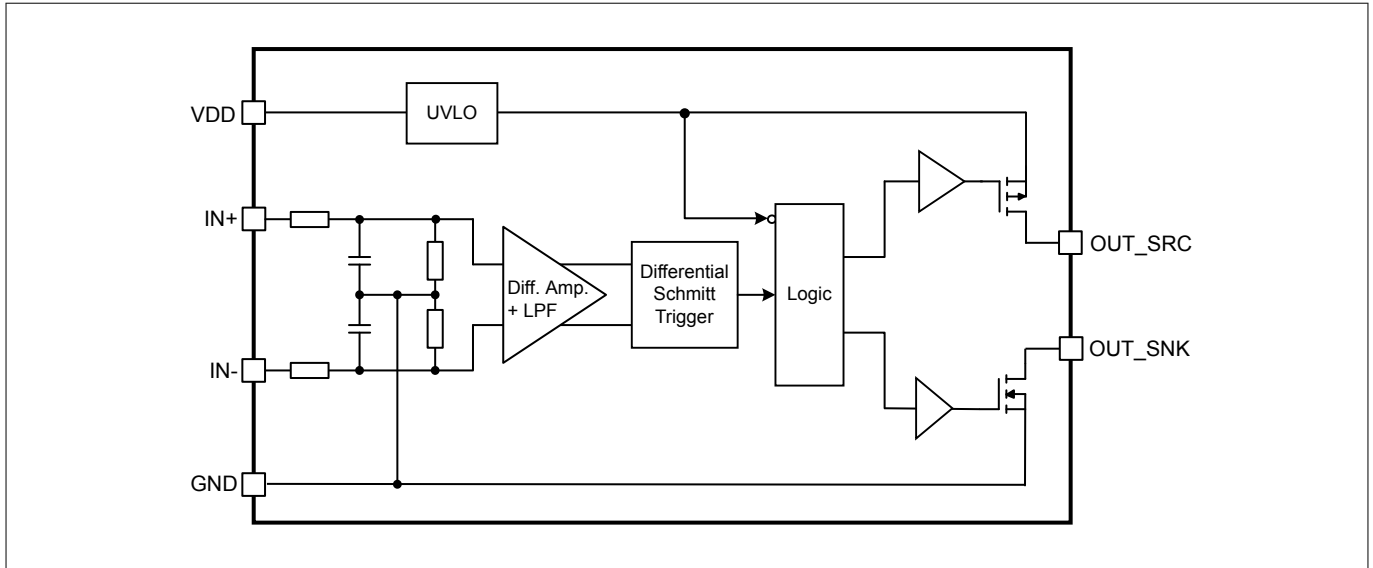 VDD
UVLO
IN+
OUT_SRC
Diff. Amp.
+ LPF
Differential
Schmitt
Trigger
Logic
OUT_SNK
IN-
GND